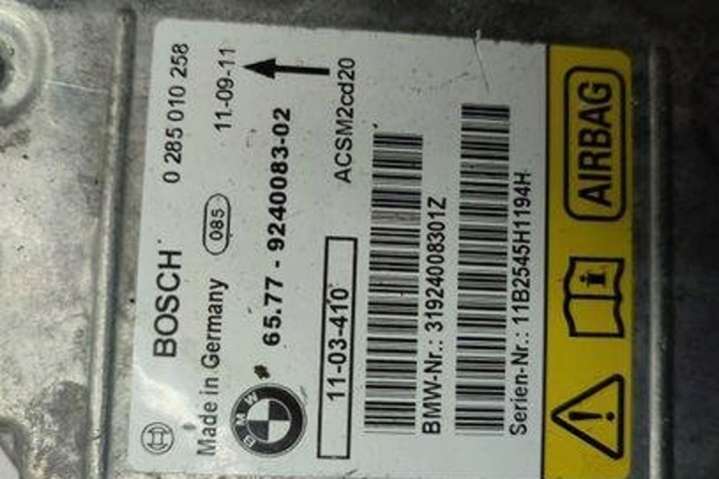 BOSCH 0 285 010 258
Made in Germany 085 11-09-11
BMW 65.77 - 9240083-02
11-03-410 ACSM2cd20
BMW-Nr.: 31924008301Z
Serien-Nr.: 11B2545H1194H
AIRBAG